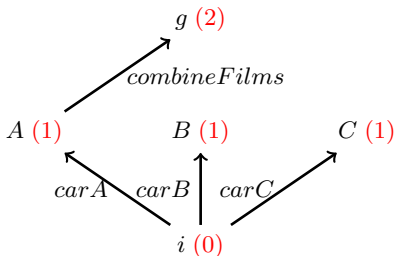 g (2)
combineFilms
A (1) B (1) C (1)
carA carB carC
i (0)